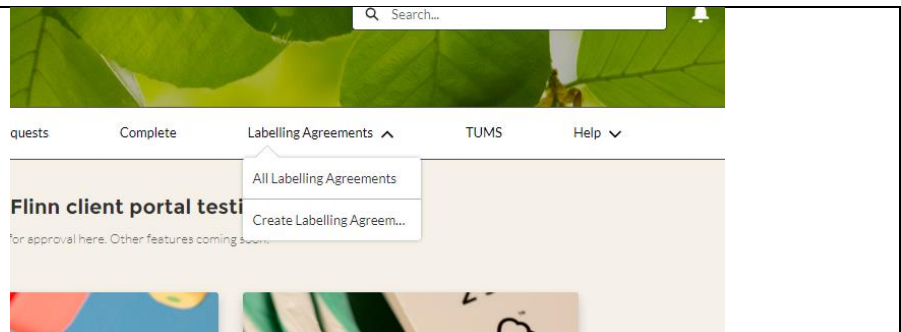 Search...
quests Complete Labelling Agreements TUMS Help
All Labelling Agreements
Flinn client portal testi
Create Labelling Agreem...
for approval here. Other features coming soon.